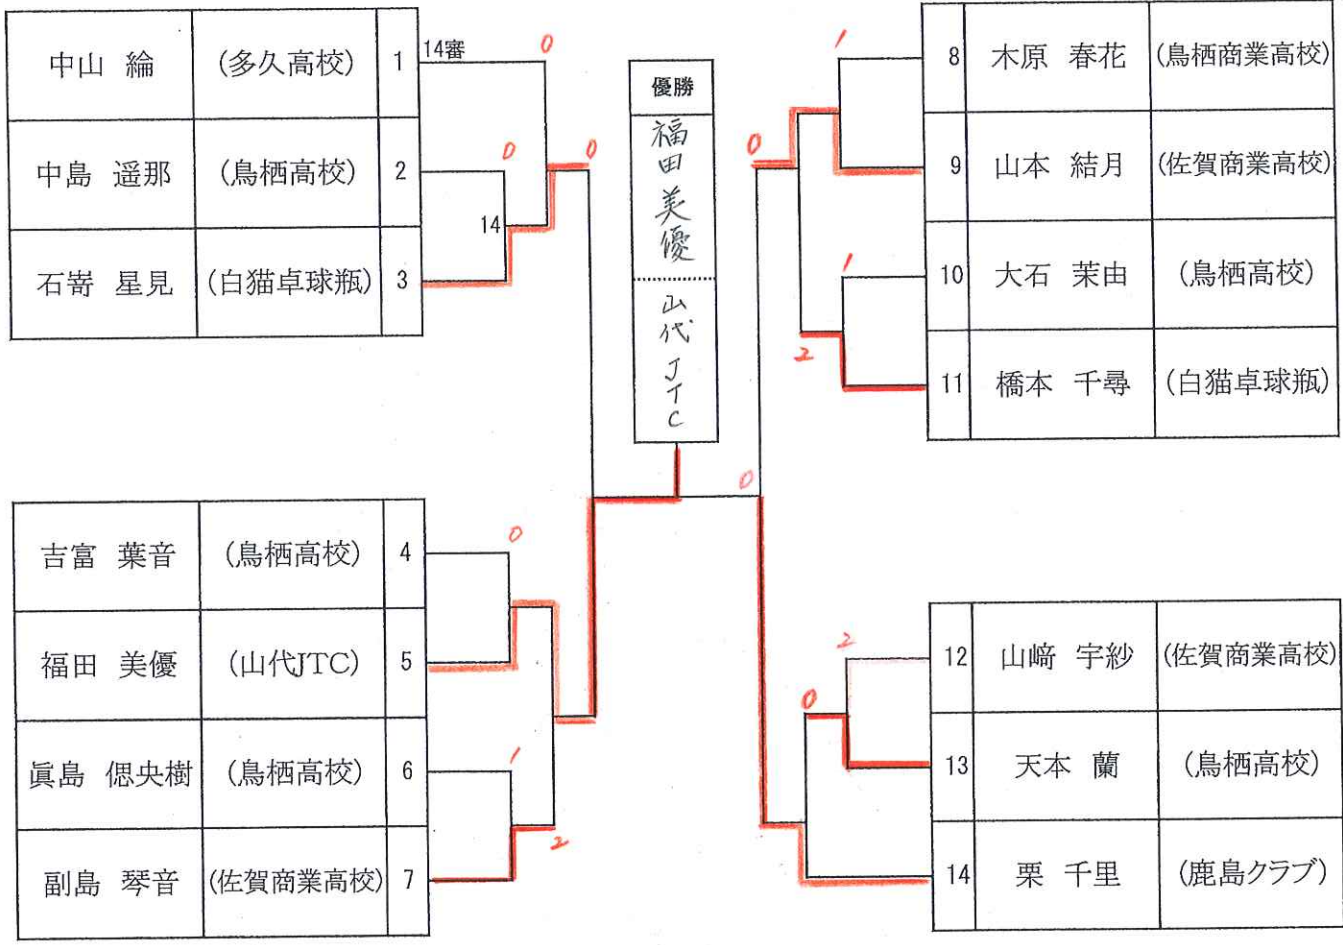 中山 綸 (多久高校) 1 14審 0
中島 遥那 (鳥栖高校) 2 0 0
14
石嵜 星見 (白猫卓球瓶) 3
吉富 葉音 (鳥栖高校) 4 0
福田 美優 (山代JTC) 5
眞島 偲央樹 (鳥栖高校) 6 1
2
副島 琴音 (佐賀商業高校) 7
優勝
福田美優
山代JTC
0
1 8 木原 春花 (鳥栖商業高校)
0 9 山本 結月 (佐賀商業高校)
1 10 大石 茉由 (鳥栖高校)
2
11 橋本 千尋 (白猫卓球瓶)
2 12 山﨑 宇紗 (佐賀商業高校)
0
13 天本 蘭 (鳥栖高校)
14 栗 千里 (鹿島クラブ)